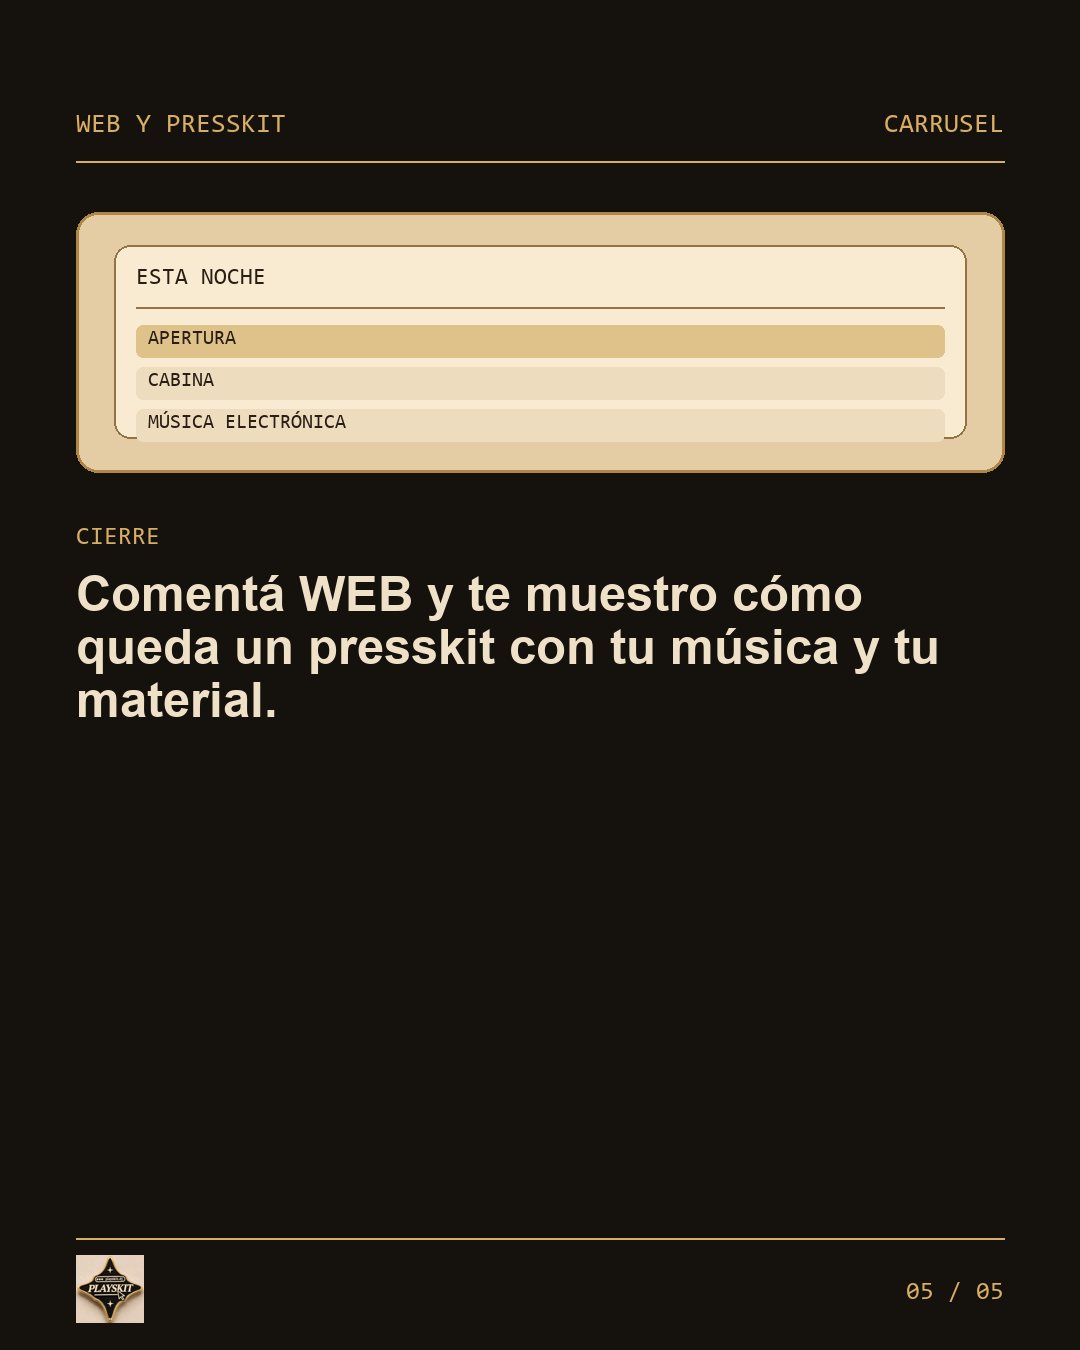 WEB Y PRESSKIT
CARRUSEL
ESTA NOCHE
APERTURA
CABINA
MÚSICA ELECTRÓNICA
CIERRE
Comentá WEB y te muestro cómo
queda un presskit con tu música y tu
material.
PLAYSKIT
05 / 05